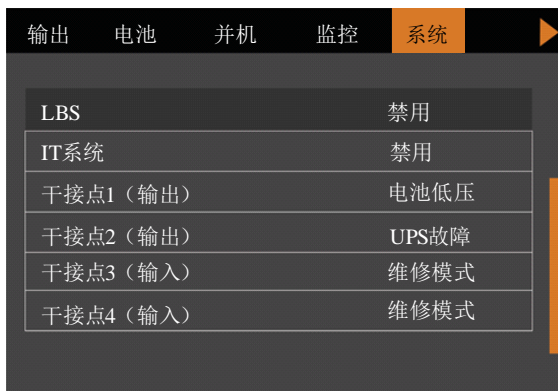 输出 电池 并机 监控 系统
LBS 禁用
IT系统 禁用
干接点1（输出） 电池低压
干接点2（输出） UPS故障
干接点3（输入） 维修模式
干接点4（输入） 维修模式